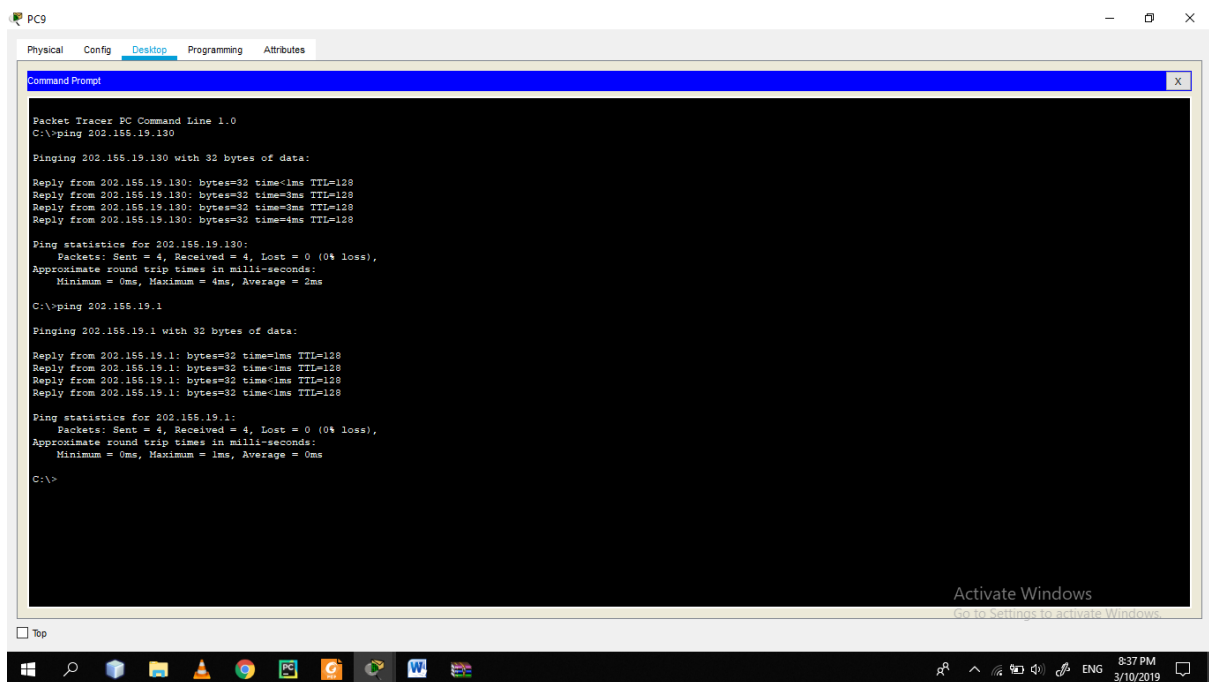 PC9
Physical Config Desktop Programming Attributes
Command Prompt
X
Packet Tracer PC Command Line 1.0
C:\>ping 202.155.19.130
Pinging 202.155.19.130 with 32 bytes of data:
Reply from 202.155.19.130: bytes=32 time<1ms TTL=128
Reply from 202.155.19.130: bytes=32 time=3ms TTL=128
Reply from 202.155.19.130: bytes=32 time=3ms TTL=128
Reply from 202.155.19.130: bytes=32 time=4ms TTL=128
Ping statistics for 202.155.19.130:
Packets: Sent = 4, Received = 4, Lost = 0 (0% loss),
Approximate round trip times in milli-seconds:
Minimum = 0ms, Maximum = 4ms, Average = 2ms
C:\>ping 202.155.19.1
Pinging 202.155.19.1 with 32 bytes of data:
Reply from 202.155.19.1: bytes=32 time=1ms TTL=128
Reply from 202.155.19.1: bytes=32 time<1ms TTL=128
Reply from 202.155.19.1: bytes=32 time<1ms TTL=128
Reply from 202.155.19.1: bytes=32 time<1ms TTL=128
Ping statistics for 202.155.19.1:
Packets: Sent = 4, Received = 4, Lost = 0 (0% loss),
Approximate round trip times in milli-seconds:
Minimum = 0ms, Maximum = 1ms, Average = 0ms
C:\>
Activate Windows
Go to Settings to activate Windows.
Top
PC
W
ENG
8:37 PM
3/10/2019